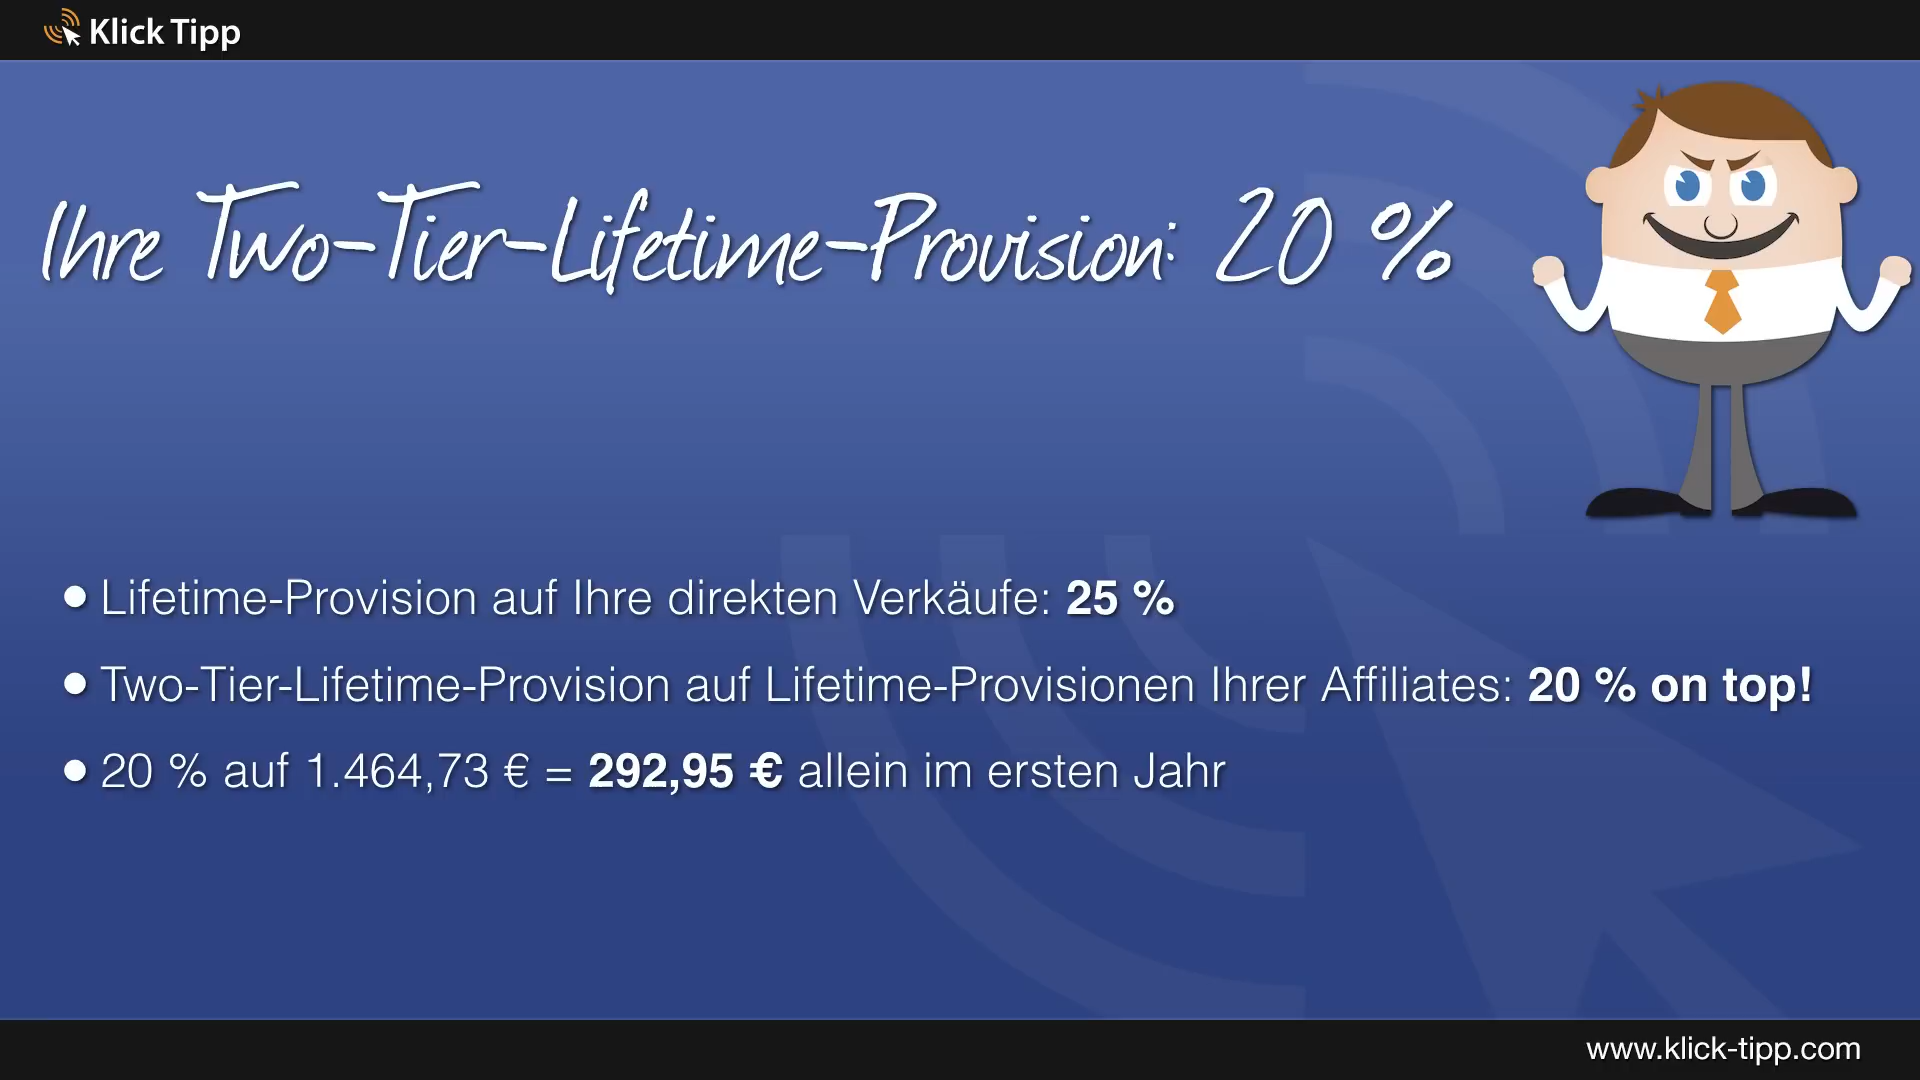 Klick Tipp
Ihre Two-Tier-Lifetime-Provision: 20 %
• Lifetime-Provision auf Ihre direkten Verkäufe: 25 %
• Two-Tier-Lifetime-Provision auf Lifetime-Provisionen Ihrer Affiliates: 20 % on top!
• 20 % auf 1.464,73 € = 292,95 € allein im ersten Jahr
www.klick-tipp.com